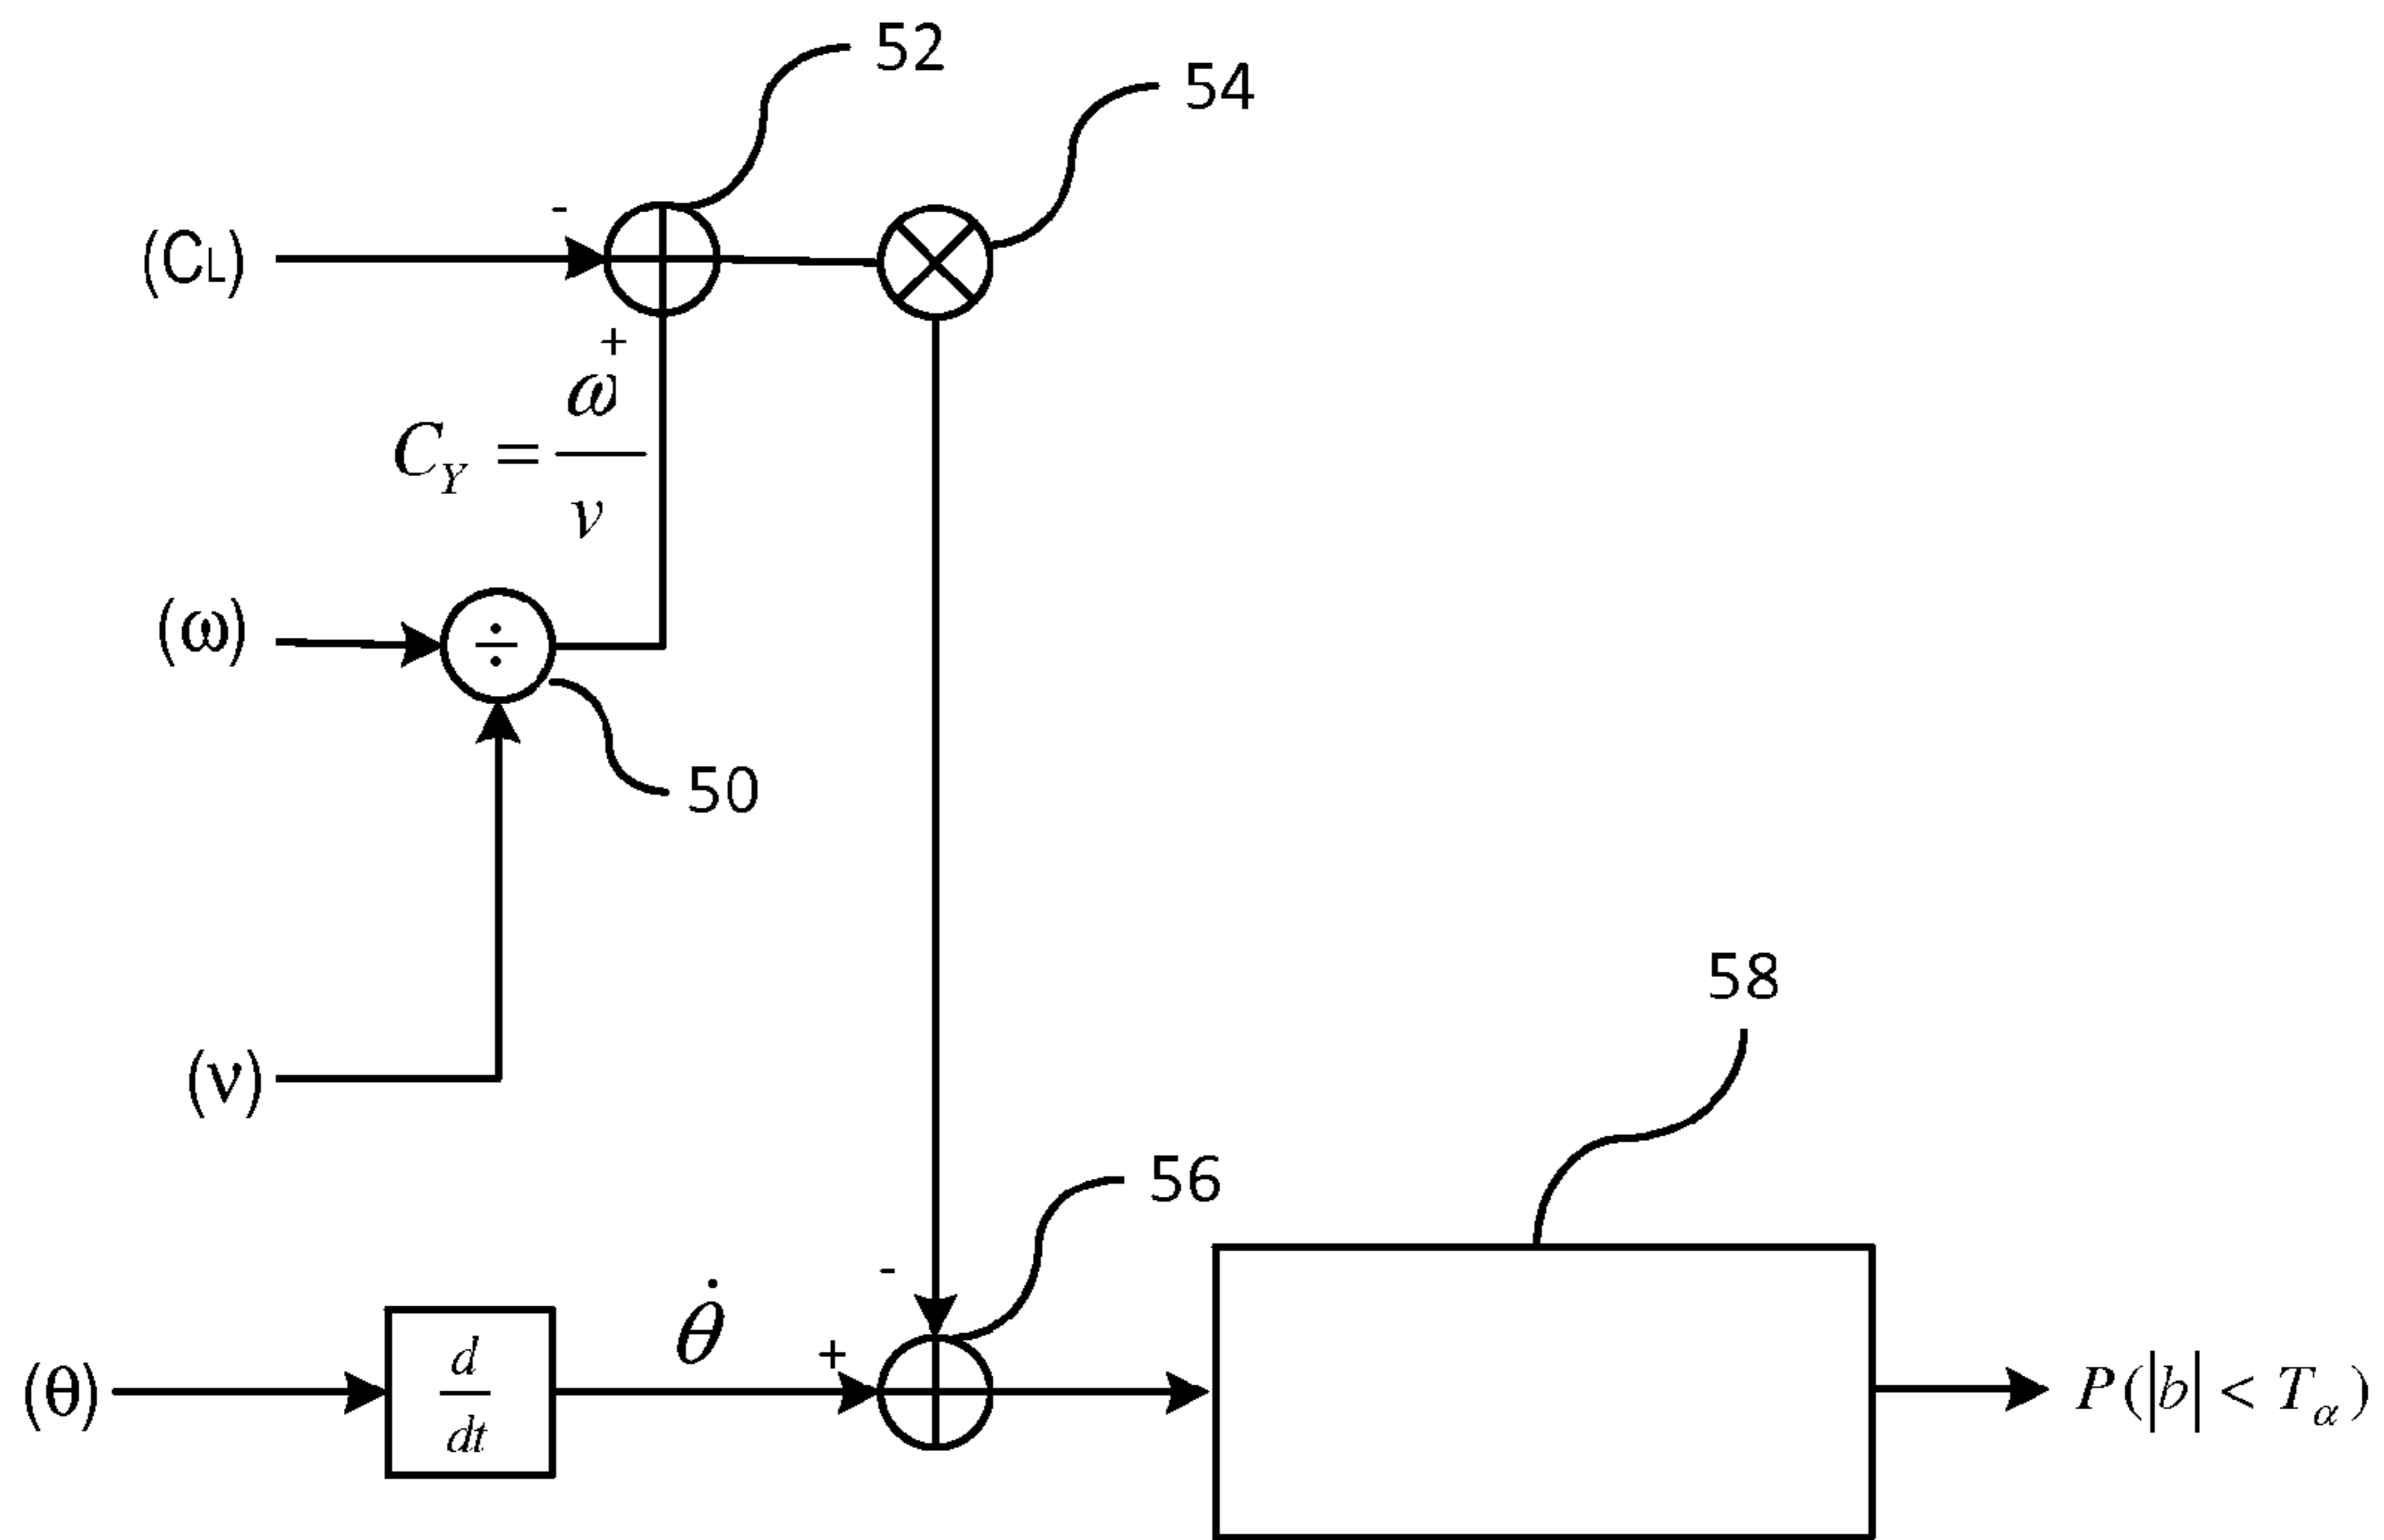 52
54
-
(CL)
+
C_Y = ω / v
(ω)
÷
50
(v)
58
56
-
(θ)
d/dt
θ̇
+
P(|b| < T_α)